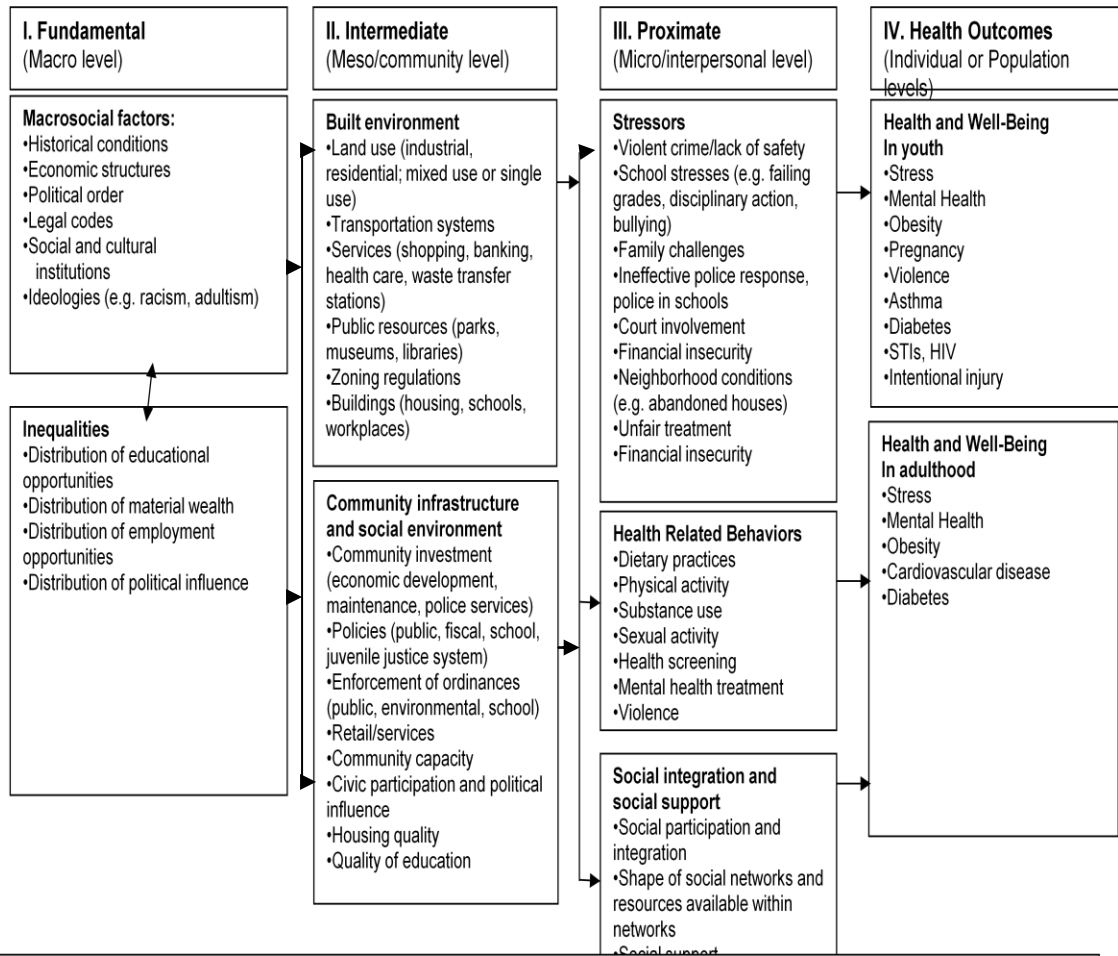 I. Fundamental
(Macro level)
Macrosocial factors:
•Historical conditions
•Economic structures
•Political order
•Legal codes
•Social and cultural
institutions
•Ideologies (e.g. racism, adultism)
Inequalities
•Distribution of educational
opportunities
•Distribution of material wealth
•Distribution of employment
opportunities
•Distribution of political influence
II. Intermediate
(Meso/community level)
Built environment
•Land use (industrial,
residential; mixed use or single
use)
•Transportation systems
•Services (shopping, banking,
health care, waste transfer
stations)
•Public resources (parks,
museums, libraries)
•Zoning regulations
•Buildings (housing, schools,
workplaces)
Community infrastructure
and social environment
•Community investment
(economic development,
maintenance, police services)
•Policies (public, fiscal, school,
juvenile justice system)
•Enforcement of ordinances
(public, environmental, school)
•Retail/services
•Community capacity
•Civic participation and political
influence
•Housing quality
•Quality of education
III. Proximate
(Micro/interpersonal level)
Stressors
•Violent crime/lack of safety
•School stresses (e.g. failing
grades, disciplinary action,
bullying)
•Family challenges
•Ineffective police response,
police in schools
•Court involvement
•Financial insecurity
•Neighborhood conditions
(e.g. abandoned houses)
•Unfair treatment
•Financial insecurity
Health Related Behaviors
•Dietary practices
•Physical activity
•Substance use
•Sexual activity
•Health screening
•Mental health treatment
•Violence
Social integration and
social support
•Social participation and
integration
•Shape of social networks and
resources available within
networks
•Social support
IV. Health Outcomes
(Individual or Population
levels)
Health and Well-Being
In youth
•Stress
•Mental Health
•Obesity
•Pregnancy
•Violence
•Asthma
•Diabetes
•STIs, HIV
•Intentional injury
Health and Well-Being
In adulthood
•Stress
•Mental Health
•Obesity
•Cardiovascular disease
•Diabetes